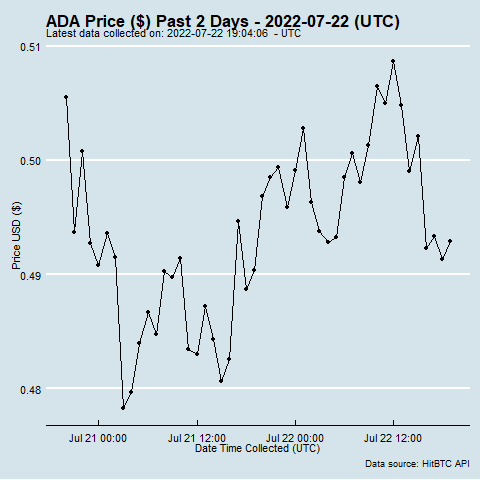 ADA Price ($) Past 2 Days - 2022-07-22 (UTC)
Latest data collected on: 2022-07-22 19:04:06  - UTC
0.51
0.50
0.49
0.48
Price USD ($)
Jul 21 00:00 Jul 21 12:00 Jul 22 00:00 Jul 22 12:00
Date Time Collected (UTC)
Data source: HitBTC API